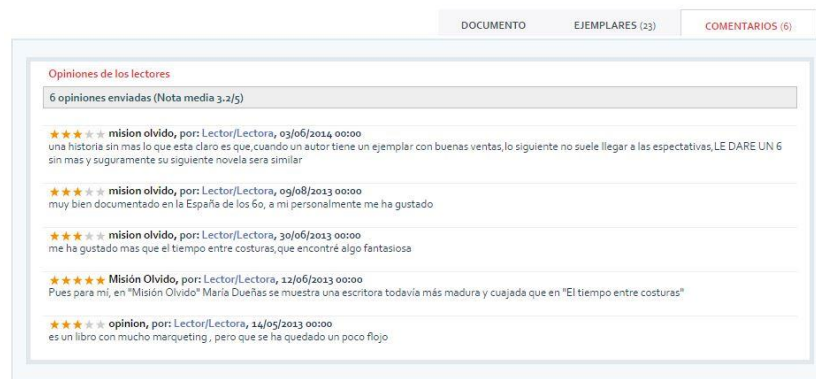 DOCUMENTO EJEMPLARES (23) COMENTARIOS (6)
Opiniones de los lectores
6 opiniones enviadas (Nota media 3.2/5)
mision olvido, por: Lector/Lectora, 03/06/2014 00:00
una historia sin mas lo que esta claro es que,cuando un autor tiene un ejemplar con buenas ventas,lo siguiente no suele llegar a las espectativas,LE DARE UN 6
sin mas y suguramente su siguiente novela sera similar
mision olvido, por: Lector/Lectora, 09/08/2013 00:00
muy bien documentado en la España de los 60, a mi personalmente me ha gustado
mision olvido, por: Lector/Lectora, 30/06/2013 00:00
me ha gustado mas que el tiempo entre costuras,que encontré algo fantasiosa
Misión Olvido, por: Lector/Lectora, 12/06/2013 00:00
Pues para mí, en "Misión Olvido" María Dueñas se muestra una escritora todavía más madura y cuajada que en "El tiempo entre costuras"
opinion, por: Lector/Lectora, 14/05/2013 00:00
es un libro con mucho marqueting , pero que se ha quedado un poco flojo